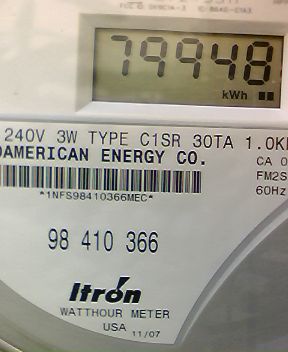 79948
kWh
240V 3W TYPE C1SR 30TA 1.0K
AMERICAN ENERGY CO.
CA 0
FM2S
60Hz
*1NFS98410366MEC*
98 410 366
Itrón
WATTHOUR METER
USA 11/07